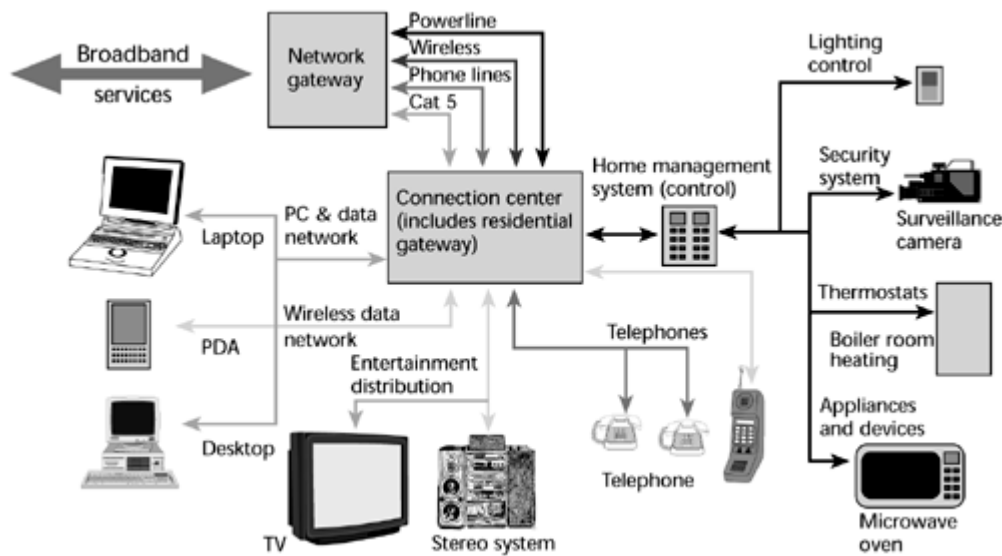 Broadband
services
Network
gateway
Powerline
Wireless
Phone lines
Cat 5
Lighting
control
Home management
system (control)
Security
system
Surveillance
camera
Connection center
(includes residential
gateway)
PC & data
network
Laptop
Thermostats
Boiler room
heating
Wireless data
network
PDA
Telephones
Entertainment
distribution
Appliances
and devices
Desktop
Telephone
TV
Stereo system
Microwave
oven